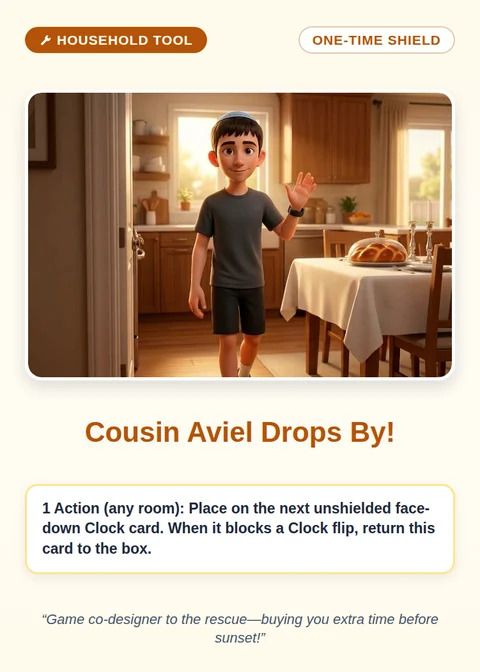 HOUSEHOLD TOOL
ONE-TIME SHIELD
Cousin Aviel Drops By!
1 Action (any room): Place on the next unshielded face-
down Clock card. When it blocks a Clock flip, return this
card to the box.
“Game co-designer to the rescue—buying you extra time before
sunset!”